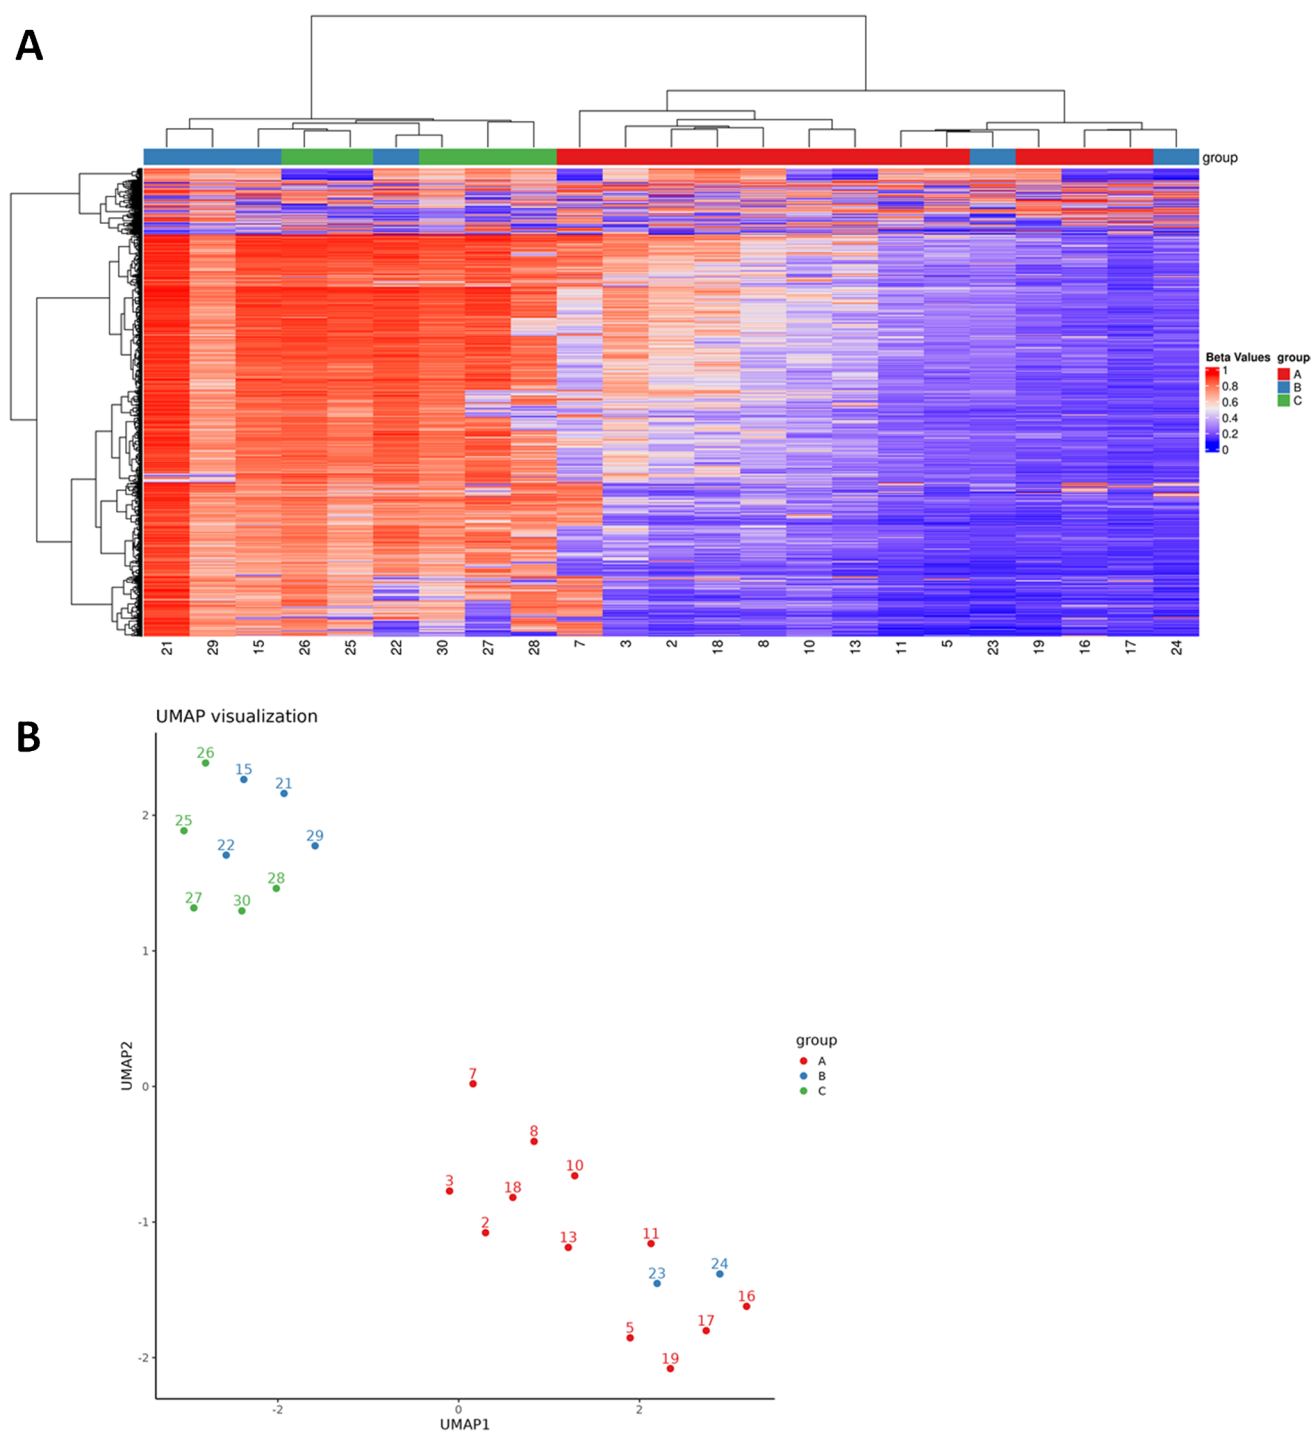 A
group
Beta Values group
1
0.8
0.6
0.4
0.2
0
A
B
C
21 29 15 26 25 22 30 27 28 7 3 2 18 8 10 13 11 5 23 19 16 17 24
B
UMAP visualization
26
15
21
25
22
29
28
27
30
7
8
10
3
18
2
13
11
23
24
16
17
5
19
2
1
0
-1
-2
UMAP2
-2 0 2
UMAP1
group
A
B
C